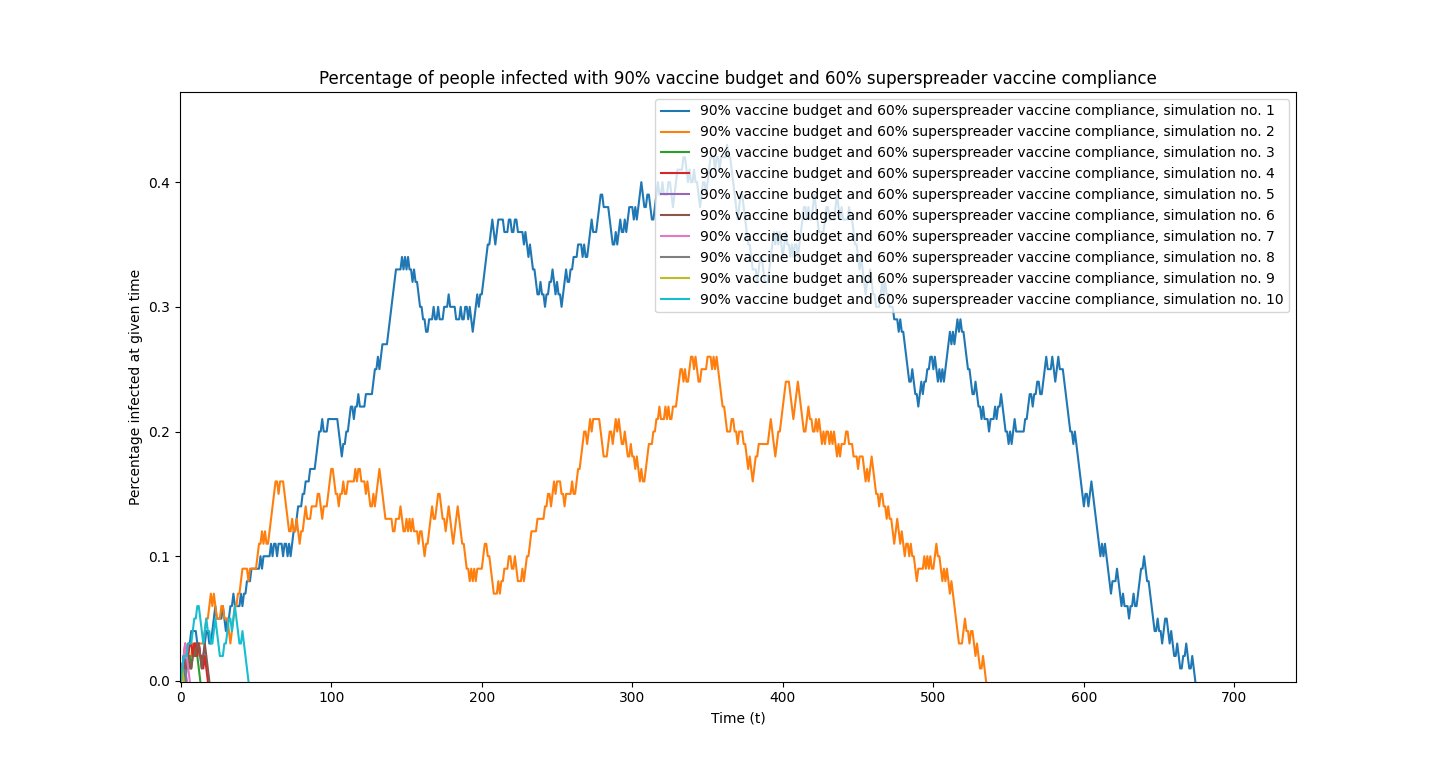 Percentage of people infected with 90% vaccine budget and 60% superspreader vaccine compliance
90% vaccine budget and 60% superspreader vaccine compliance, simulation no. 1
90% vaccine budget and 60% superspreader vaccine compliance, simulation no. 2
90% vaccine budget and 60% superspreader vaccine compliance, simulation no. 3
90% vaccine budget and 60% superspreader vaccine compliance, simulation no. 4
90% vaccine budget and 60% superspreader vaccine compliance, simulation no. 5
90% vaccine budget and 60% superspreader vaccine compliance, simulation no. 6
90% vaccine budget and 60% superspreader vaccine compliance, simulation no. 7
90% vaccine budget and 60% superspreader vaccine compliance, simulation no. 8
90% vaccine budget and 60% superspreader vaccine compliance, simulation no. 9
90% vaccine budget and 60% superspreader vaccine compliance, simulation no. 10
Percentage infected at given time
0.4
0.3
0.2
0.1
0.0
0 100 200 300 400 500 600 700
Time (t)